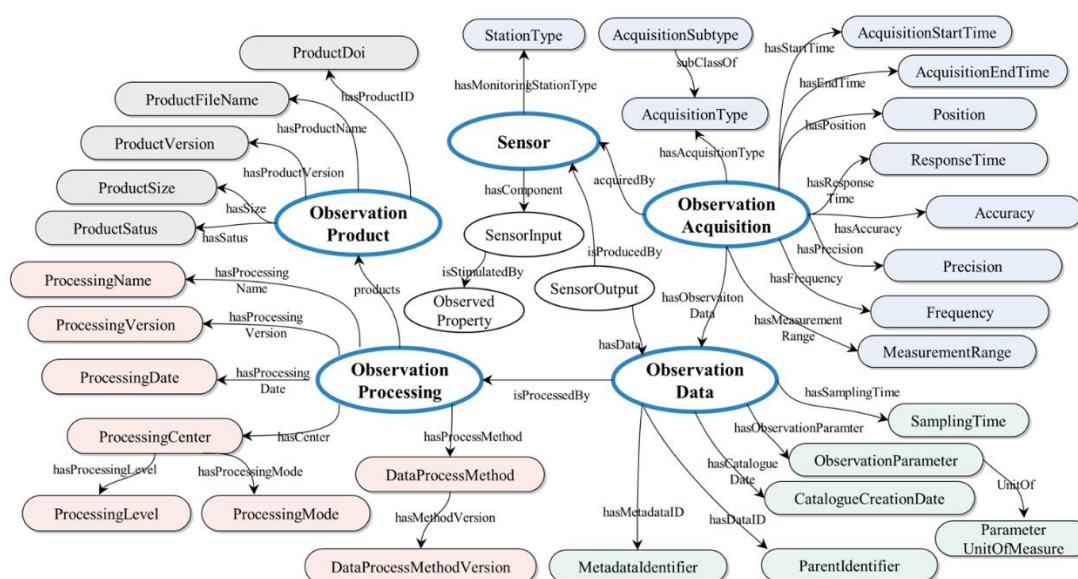 StationType
AcquisitionSubtype
hasStartTime
AcquisitionStartTime
ProductDoi
subClassOf
hasEndTime
AcquisitionEndTime
hasProductID
hasMonitoringStationType
ProductFileName
hasProductName
AcquisitionType
hasPosition
Position
ProductVersion
hasProductVersion
Sensor
hasAcquisitionType
ResponseTime
hasResponse
Time
ProductSize
hasSize
hasComponent
acquiredBy
Observation
Product
Observation
Acquisition
Accuracy
hasAccuracy
ProductSatus
hasSatus
SensorInput
isProducedBy
hasPrecision
Precision
ProcessingName
hasProcessing
Name
products
isStimulatedBy
SensorOutput
hasFrequency
Observed
Property
hasObservaitonData
Frequency
ProcessingVersion
hasProcessing
Version
hasData
hasMeasurement
Range
MeasurementRange
ProcessingDate
hasProcessing
Date
Observation
Processing
isProcessedBy
Observation
Data
hasSamplingTime
SamplingTime
ProcessingCenter
hasCenter
hasProcessMethod
hasObservationParamter
hasProcessingLevel
hasProcessingMode
DataProcessMethod
hasCatalogue
Date
ObservationParameter
UnitOf
ProcessingLevel
ProcessingMode
hasMethodVersion
hasMetadataID
hasDataID
CatalogueCreationDate
Parameter
UnitOfMeasure
DataProcessMethodVersion
MetadataIdentifier
ParentIdentifier